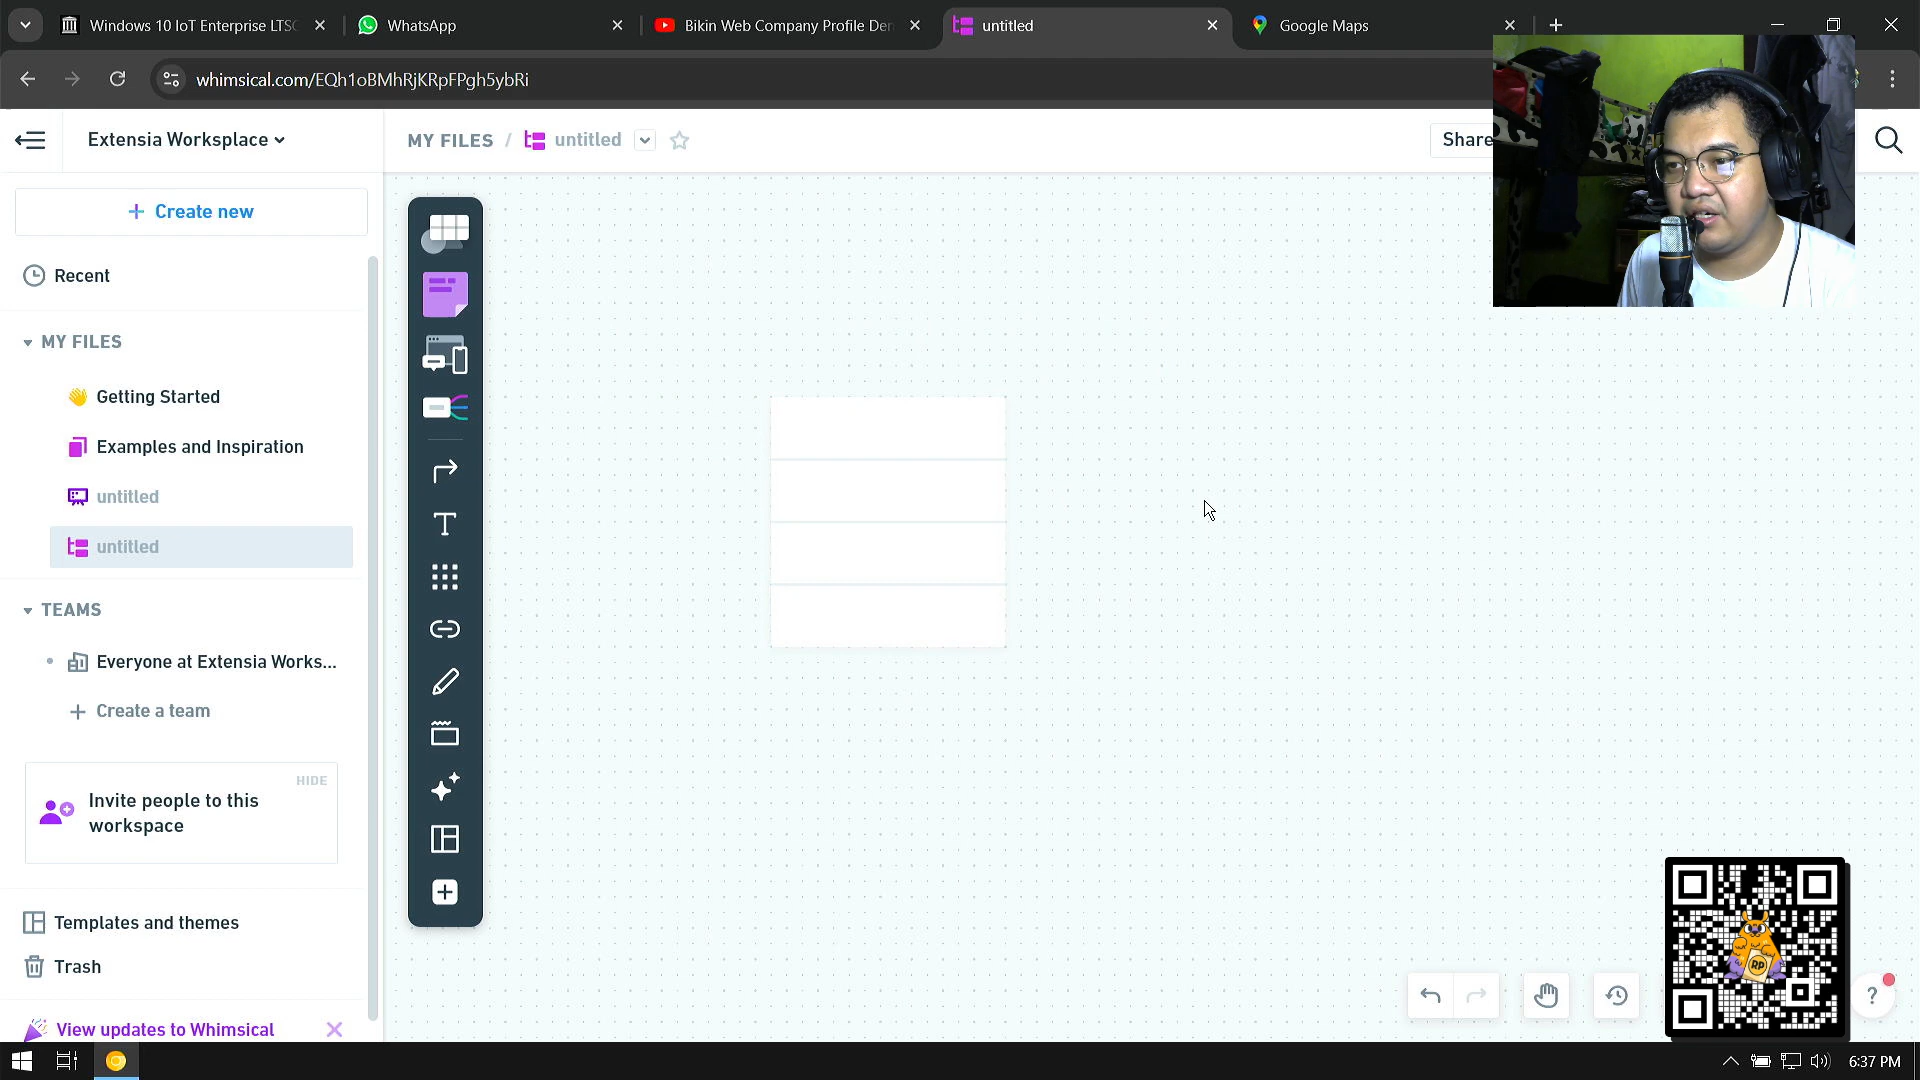 Windows 10 IoT Enterprise LTSC
WhatsApp
Bikin Web Company Profile Den
untitled
Google Maps
whimsical.com/EQh1oBMhRjKRpFPgh5ybRi
Extensia Worksplace
MY FILES / untitled
Share
+ Create new
Recent
MY FILES
Getting Started
Examples and Inspiration
untitled
untitled
TEAMS
Everyone at Extensia Works...
+ Create a team
HIDE
Invite people to this
workspace
Templates and themes
Trash
View updates to Whimsical
T
RP
?
6:37 PM